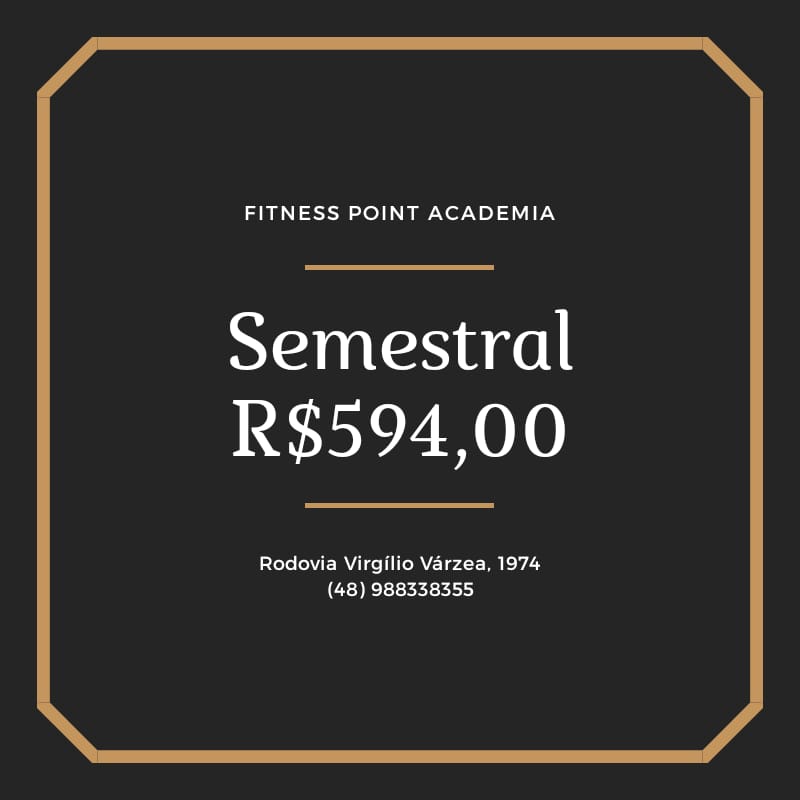 FITNESS POINT ACADEMIA
Semestral
R$594,00
Rodovia Virgílio Várzea, 1974
(48) 988338355